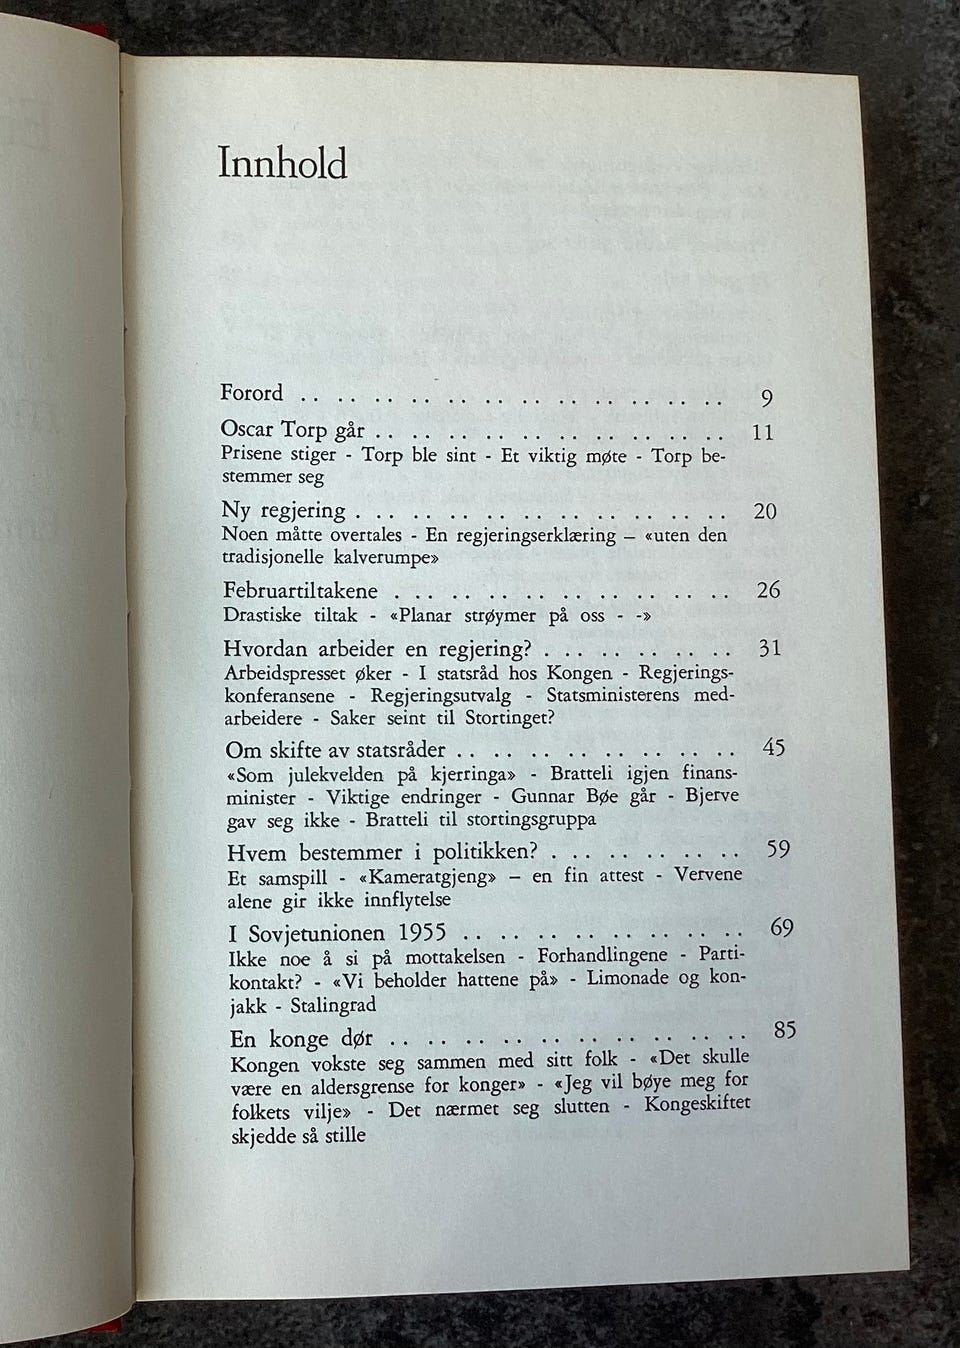 Innhold
Forord . . . . . . . . . . . . . . . . . . . . . . 9
Oscar Torp går . . . . . . . . . . . . . . . . . . 11
Prisene stiger - Torp ble sint - Et viktig møte - Torp be-
stemmer seg
Ny regjering . . . . . . . . . . . . . . . . . . . 20
Noen måtte overtales - En regjeringserklæring – «uten den
tradisjonelle kalverumpe»
Februartiltakene . . . . . . . . . . . . . . . . . 26
Drastiske tiltak - «Planar strøymer på oss - -»
Hvordan arbeider en regjering? . . . . . . . . . . 31
Arbeidspresset øker - I statsråd hos Kongen - Regjerings-
konferansene - Regjeringsutvalg - Statsministerens med-
arbeidere - Saker seint til Stortinget?
Om skifte av statsråder . . . . . . . . . . . . . . 45
«Som julekvelden på kjerringa» - Bratteli igjen finans-
minister - Viktige endringer - Gunnar Bøe går - Bjerve
gav seg ikke - Bratteli til stortingsgruppa
Hvem bestemmer i politikken? . . . . . . . . . . . 59
Et samspill - «Kameratgjeng» – en fin attest - Vervene
alene gir ikke innflytelse
I Sovjetunionen 1955 . . . . . . . . . . . . . . . 69
Ikke noe å si på mottakelsen - Forhandlingene - Parti-
kontakt? - «Vi beholder hattene på» - Limonade og kon-
jakk - Stalingrad
En konge dør . . . . . . . . . . . . . . . . . . . 85
Kongen vokste seg sammen med sitt folk - «Det skulle
være en aldersgrense for konger» - «Jeg vil bøye meg for
folkets vilje» - Det nærmet seg slutten - Kongeskiftet
skjedde så stille